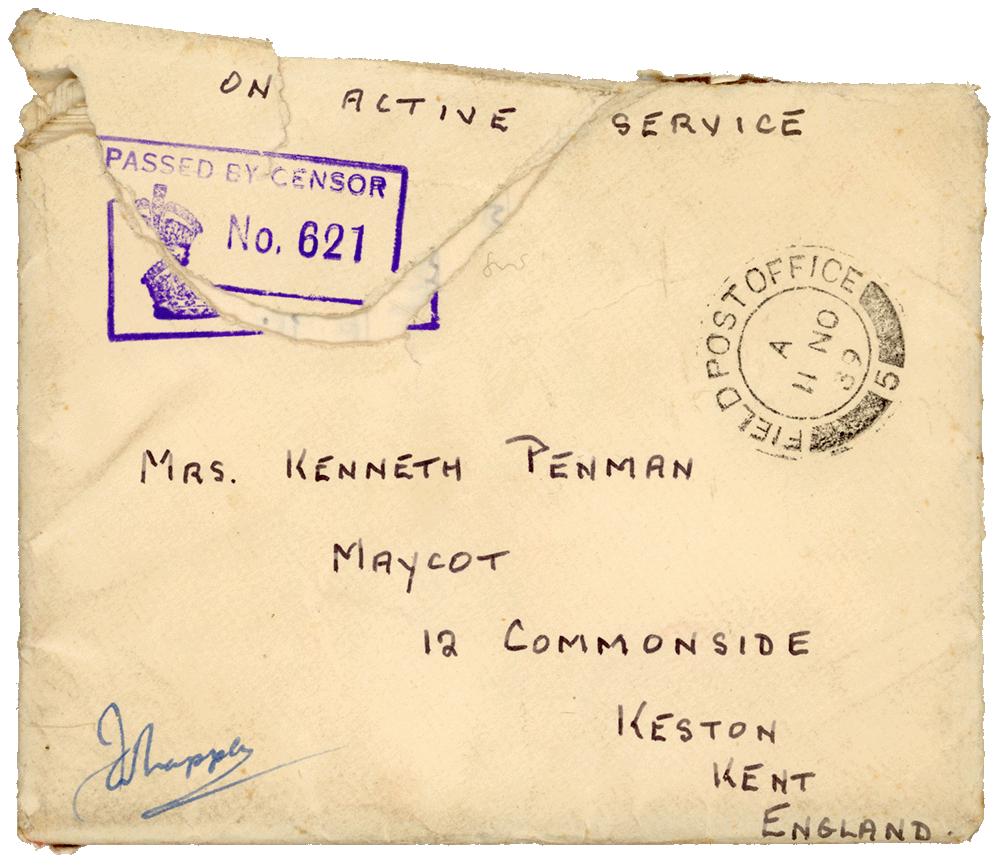 ON ACTIVE SERVICE
PASSED BY CENSOR
No. 621
FIELD POST OFFICE 5
A
11 NO
39
MRS. KENNETH PENMAN
MAYCOT
12 COMMONSIDE
KESTON
KENT
ENGLAND.